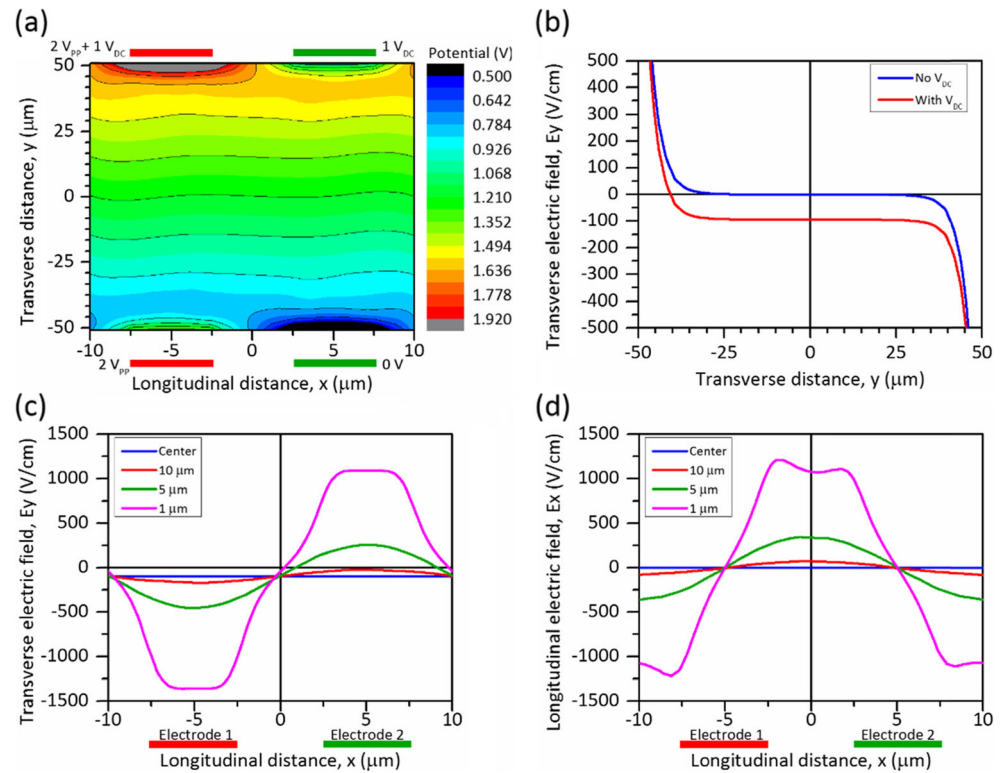 (a)
2 VPP + 1 VDC
1 VDC
Potential (V)
Transverse distance, y (μm)
50
25
0
-25
-50
-10
-5
0
5
10
2 VPP
0 V
Longitudinal distance, x (μm)
0.500
0.642
0.784
0.926
1.068
1.210
1.352
1.494
1.636
1.778
1.920
(b)
Transverse electric field, Ey (V/cm)
500
400
300
200
100
0
-100
-200
-300
-400
-500
No VDC
With VDC
-50
-25
0
25
50
Transverse distance, y (μm)
(c)
Transverse electric field, Ey (V/cm)
1500
1000
500
0
-500
-1000
-1500
Center
10 μm
5 μm
1 μm
-10
-5
0
5
10
Electrode 1
Electrode 2
Longitudinal distance, x (μm)
(d)
Longitudinal electric field, Ex (V/cm)
1500
1000
500
0
-500
-1000
-1500
Center
10 μm
5 μm
1 μm
-10
-5
0
5
10
Electrode 1
Electrode 2
Longitudinal distance, x (μm)